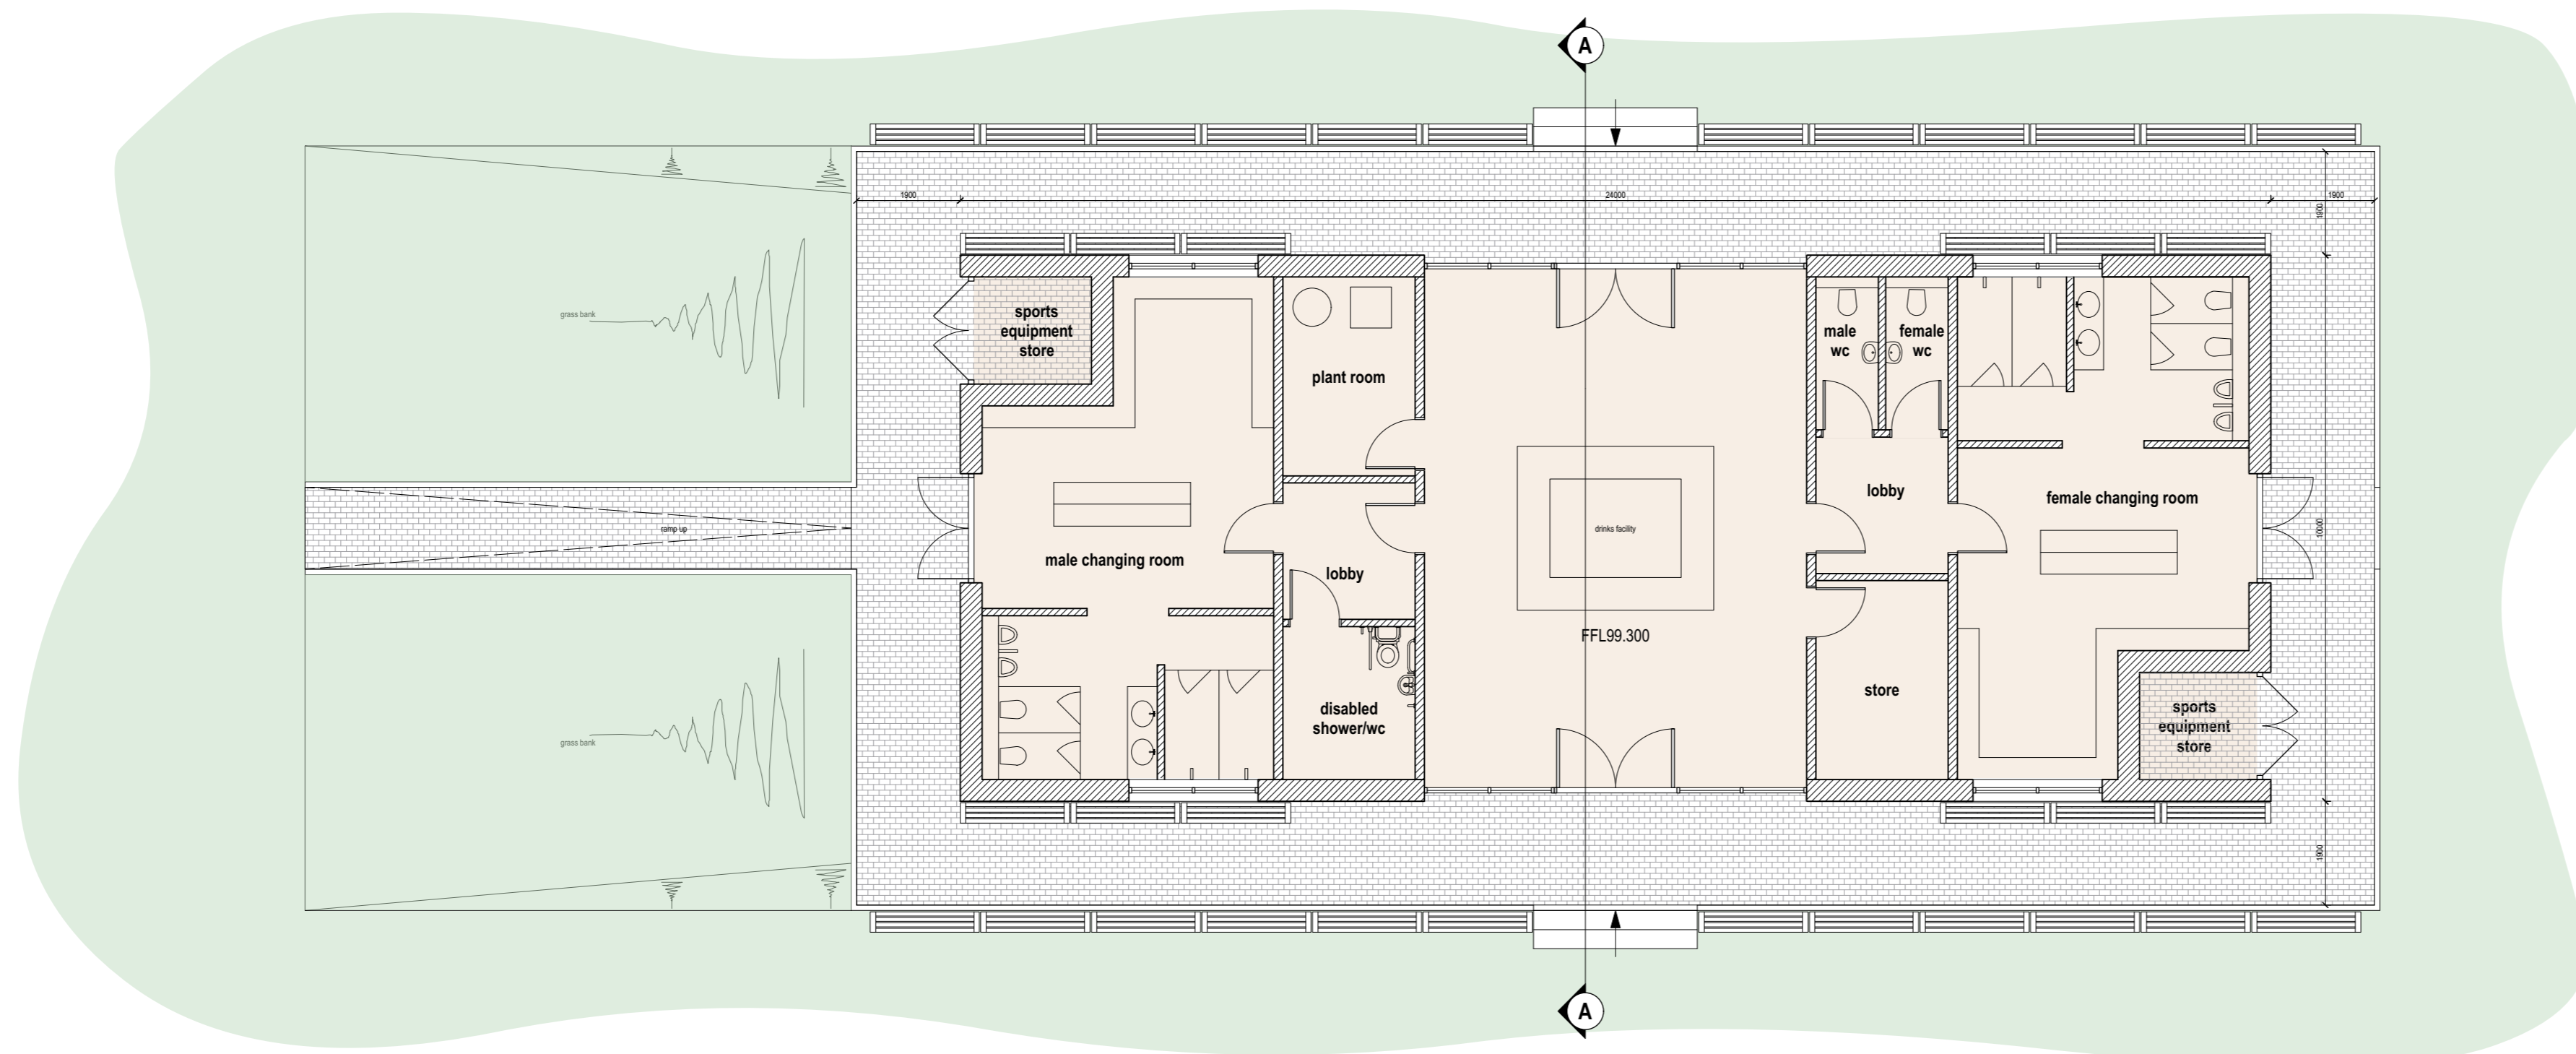 A
1900
24000
1900
1900
sports
equipment
store
grass bank
male
wc
female
wc
plant room
lobby
female changing room
ramp up
drinks facility
10000
male changing room
lobby
FFL99.300
store
disabled
shower/wc
sports
equipment
store
grass bank
1900
A